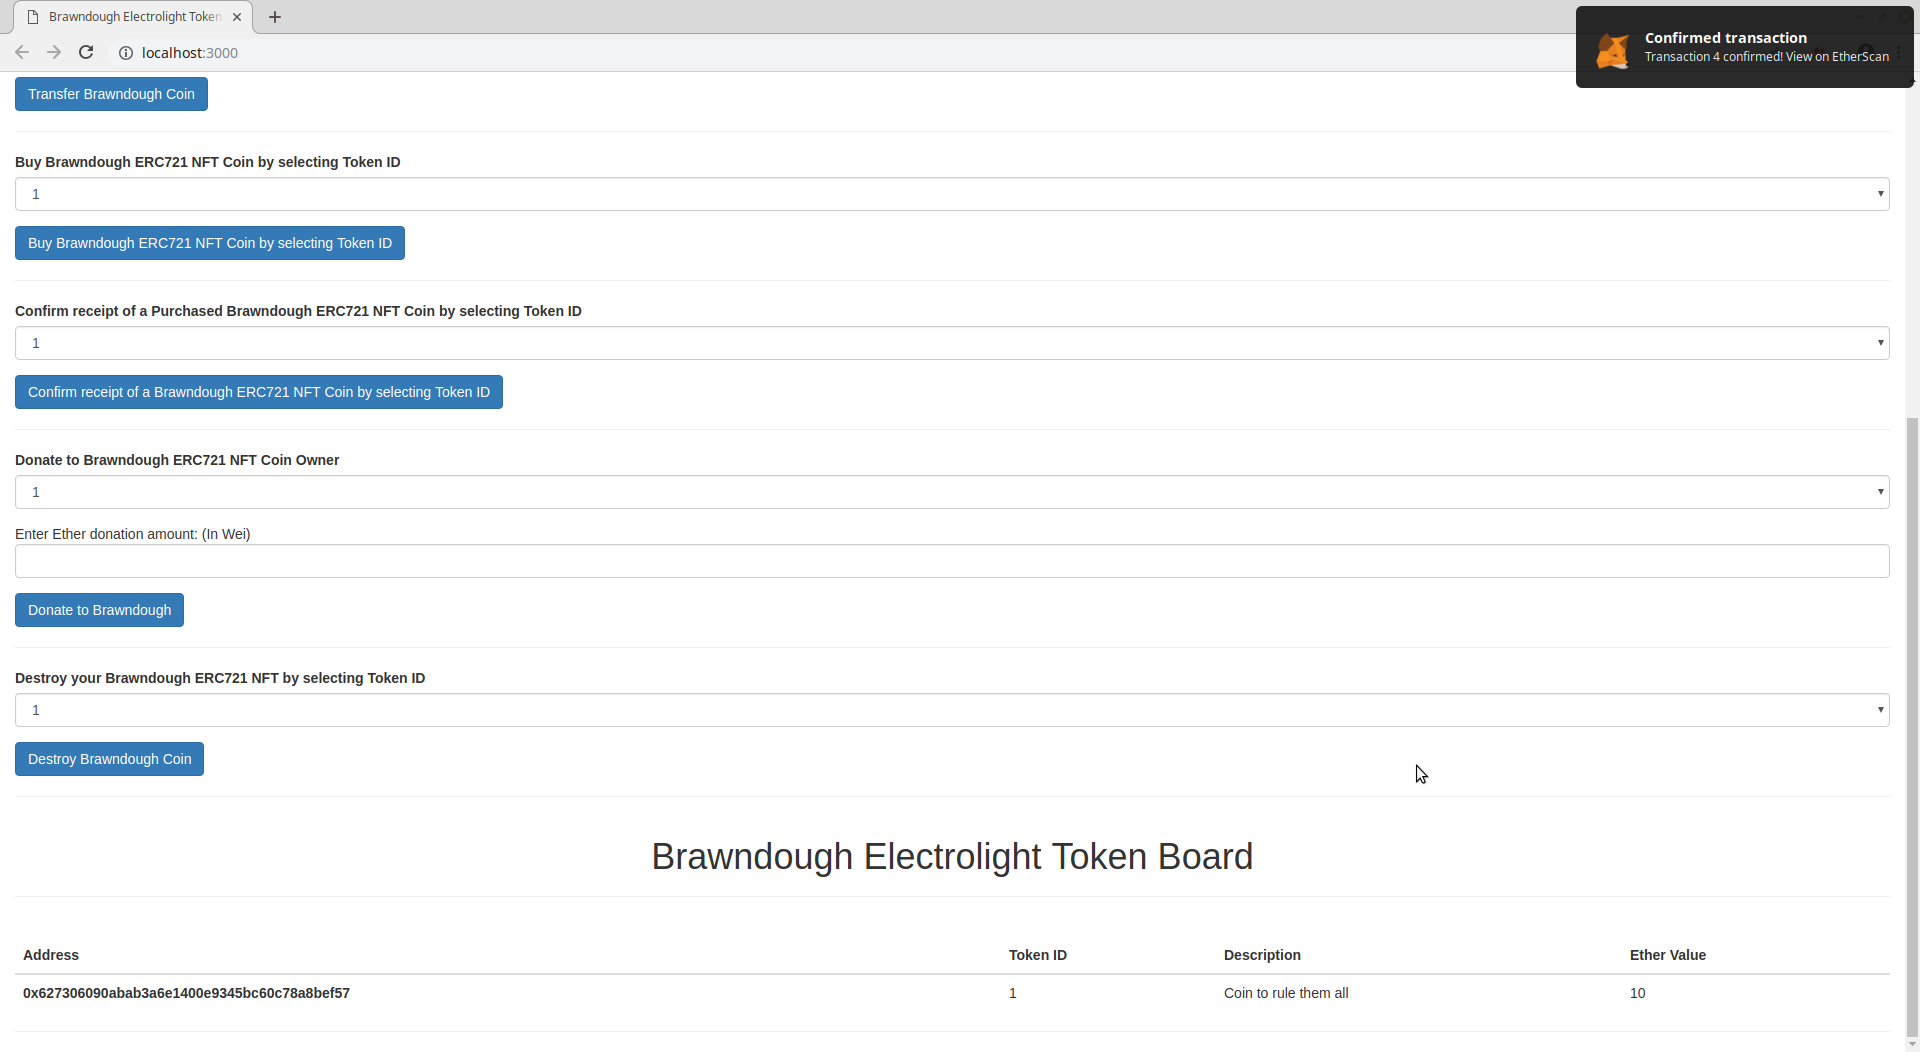 Brawndough Electrolight Token
localhost:3000
Confirmed transaction
Transaction 4 confirmed! View on EtherScan
Transfer Brawndough Coin
Buy Brawndough ERC721 NFT Coin by selecting Token ID
1
Buy Brawndough ERC721 NFT Coin by selecting Token ID
Confirm receipt of a Purchased Brawndough ERC721 NFT Coin by selecting Token ID
1
Confirm receipt of a Brawndough ERC721 NFT Coin by selecting Token ID
Donate to Brawndough ERC721 NFT Coin Owner
1
Enter Ether donation amount: (In Wei)
Donate to Brawndough
Destroy your Brawndough ERC721 NFT by selecting Token ID
1
Destroy Brawndough Coin
Brawndough Electrolight Token Board
Address Token ID Description Ether Value
0x627306090abab3a6e1400e9345bc60c78a8bef57 1 Coin to rule them all 10